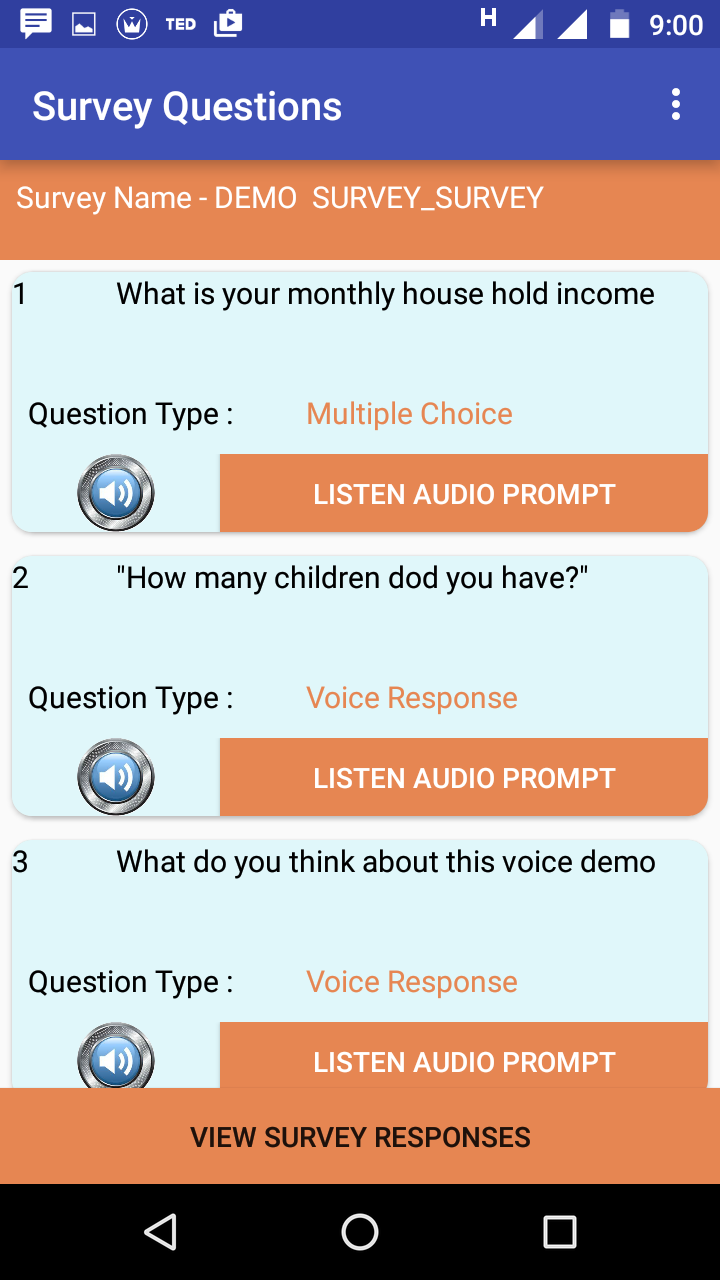 TED H 9:00
Survey Questions
Survey Name - DEMO  SURVEY_SURVEY
1 What is your monthly house hold income
Question Type : Multiple Choice
LISTEN AUDIO PROMPT
2 "How many children dod you have?"
Question Type : Voice Response
LISTEN AUDIO PROMPT
3 What do you think about this voice demo
Question Type : Voice Response
LISTEN AUDIO PROMPT
VIEW SURVEY RESPONSES